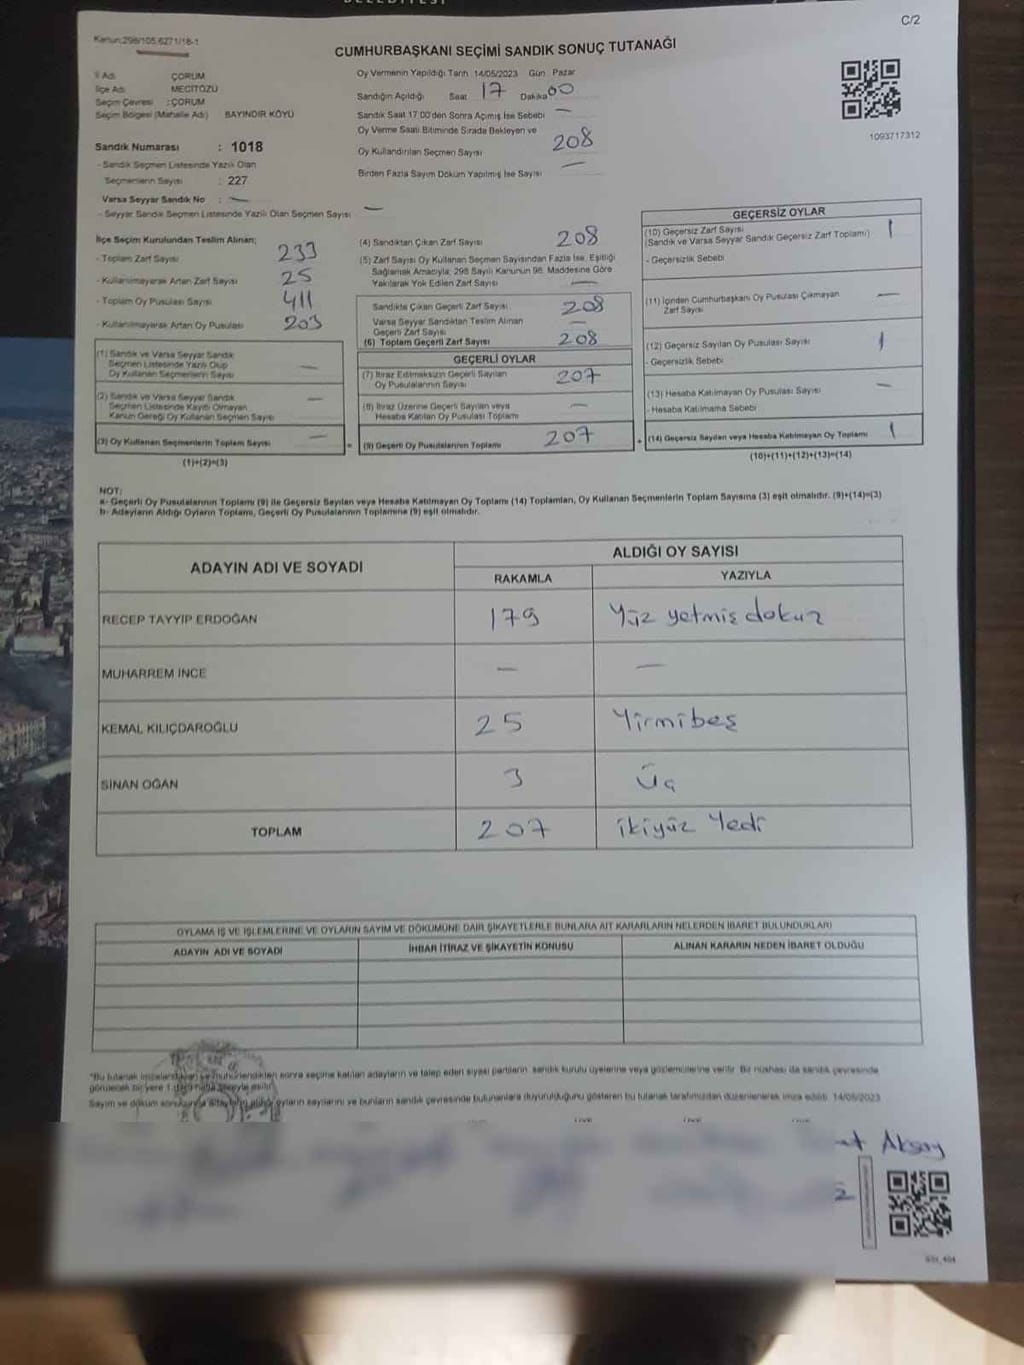 C/2
Kanun:298/105,6271/18-1
CUMHURBAŞKANI SEÇİMİ SANDIK SONUÇ TUTANAĞI
İl Adı ÇORUM
İlçe Adı MECİTÖZÜ
Seçim Çevresi : ÇORUM
Seçim Bölgesi (Mahalle Adı) BAYINDIR KÖYÜ
Sandık Numarası : 1018
- Sandık Seçmen Listesinde Yazılı Olan
Seçmenlerin Sayısı : 227
Varsa Seyyar Sandık No : —
- Seyyar Sandık Seçmen Listesinde Yazılı Olan Seçmen Sayısı —
Oy Vermenin Yapıldığı Tarih 14/05/2023 Gün Pazar
Sandığın Açıldığı Saat 17 Dakika 00
Sandık Saat 17.00'den Sonra Açılmış İse Sebebi —
Oy Verme Saati Bitiminde Sırada Bekleyen ve
Oy Kullandırılan Seçmen Sayısı 208
Birden Fazla Sayım Döküm Yapılmış İse Sayısı —
1093717312
İlçe Seçim Kurulundan Teslim Alınan;
- Toplam Zarf Sayısı 233
- Kullanılmayarak Artan Zarf Sayısı 25
- Toplam Oy Pusulası Sayısı 411
- Kullanılmayarak Artan Oy Pusulası 203
(1) Sandık ve Varsa Seyyar Sandık
Seçmen Listesinde Yazılı Olup
Oy Kullanan Seçmenlerin Sayısı —
(2) Sandık ve Varsa Seyyar Sandık
Seçmen Listesinde Kayıtlı Olmayan
Kanun Gereği Oy Kullanan Seçmen Sayısı —
(3) Oy Kullanan Seçmenlerin Toplam Sayısı —
(1)+(2)=(3)
(4) Sandıktan Çıkan Zarf Sayısı 208
(5) Zarf Sayısı Oy Kullanan Seçmen Sayısından Fazla İse, Eşitliği
Sağlamak Amacıyla, 298 Sayılı Kanunun 98. Maddesine Göre
Yakılarak Yok Edilen Zarf Sayısı —
Sandıkta Çıkan Geçerli Zarf Sayısı 208
Varsa Seyyar Sandıktan Teslim Alınan
Geçerli Zarf Sayısı —
(6) Toplam Geçerli Zarf Sayısı 208
GEÇERLİ OYLAR
(7) İtiraz Edilmeksizin Geçerli Sayılan
Oy Pusulalarının Sayısı 207
(8) İtiraz Üzerine Geçerli Sayılan veya
Hesaba Katılan Oy Pusulası Toplamı —
= (9) Geçerli Oy Pusulalarının Toplamı 207
GEÇERSİZ OYLAR
(10) Geçersiz Zarf Sayısı
(Sandık ve Varsa Seyyar Sandık Geçersiz Zarf Toplamı) 1
- Geçersizlik Sebebi
(11) İçinden Cumhurbaşkanı Oy Pusulası Çıkmayan
Zarf Sayısı —
(12) Geçersiz Sayılan Oy Pusulası Sayısı 1
- Geçersizlik Sebebi
(13) Hesaba Katılmayan Oy Pusulası Sayısı —
- Hesaba Katılmama Sebebi
+ (14) Geçersiz Sayılan veya Hesaba Katılmayan Oy Toplamı 1
(10)+(11)+(12)+(13)=(14)
NOT:
a- Geçerli Oy Pusulalarının Toplamı (9) ile Geçersiz Sayılan veya Hesaba Katılmayan Oy Toplamı (14) Toplamları, Oy Kullanan Seçmenlerin Toplam Sayısına (3) eşit olmalıdır. (9)+(14)=(3)
b- Adayların Aldığı Oyların Toplamı, Geçerli Oy Pusulalarının Toplamına (9) eşit olmalıdır.
ADAYIN ADI VE SOYADI ALDIĞI OY SAYISI
RAKAMLA YAZIYLA
RECEP TAYYİP ERDOĞAN 179 Yüz yetmiş dokuz
MUHARREM İNCE — —
KEMAL KILIÇDAROĞLU 25 Yirmibeş
SİNAN OĞAN 3 Üç
TOPLAM 207 ikiyüz Yedi
OYLAMA İŞ VE İŞLEMLERİNE VE OYLARIN SAYIM VE DÖKÜMÜNE DAİR ŞİKAYETLERLE BUNLARA AİT KARARLARIN NELERDEN İBARET BULUNDUKLARI
ADAYIN ADI VE SOYADI İHBAR İTİRAZ VE ŞİKAYETİN KONUSU ALINAN KARARIN NEDEN İBARET OLDUĞU
"Bu tutanak imzalandıktan ve mühürlendikten sonra seçime katılan adayların ve talep eden siyasi partilerin sandık kurulu üyelerine veya gözlemcilerine verilir. Bir nüshası da sandık çevresinde
görülecek bir yere 1 hafta süreyle asılır.
Sayım ve döküm sonucunda adayların aldığı oyların sayılarını ve bunların sandık çevresinde bulunanlara duyurulduğunu gösteren bu tutanak tarafımızdan düzenlenerek imza edildi. 14/05/2023
Aksoy